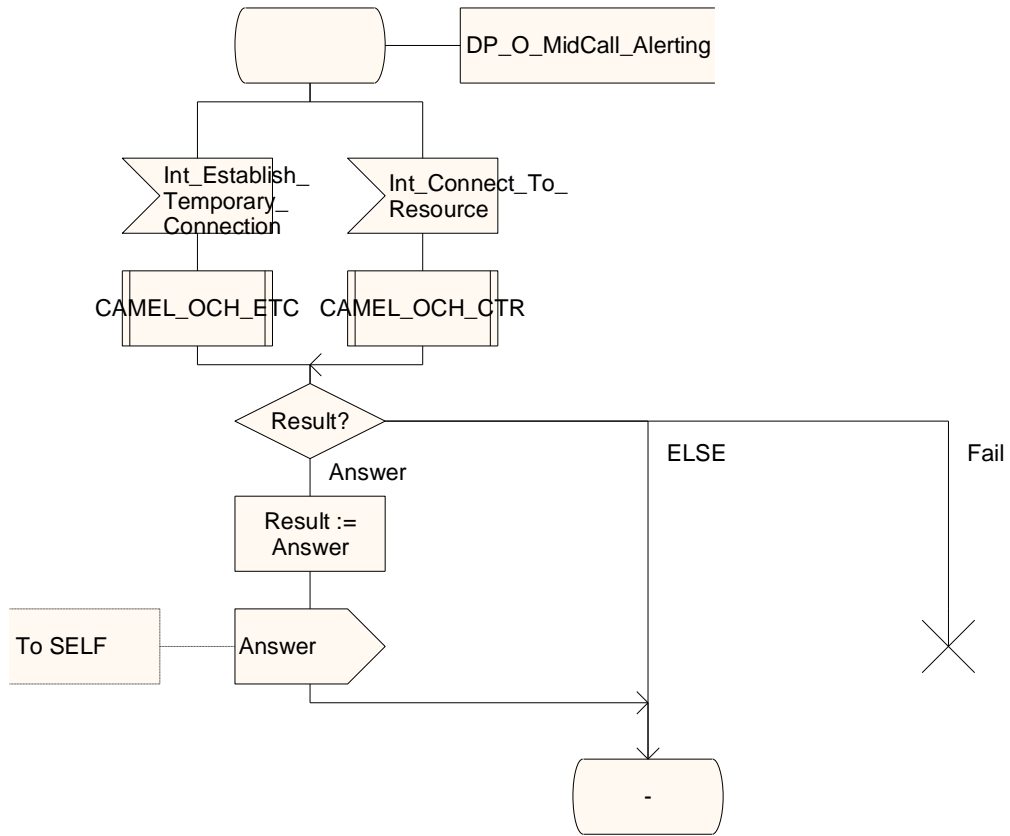 DP_O_MidCall_Alerting
Int_Establish_
Temporary_
Connection
Int_Connect_To_
Resource
CAMEL_OCH_ETC
CAMEL_OCH_CTR
Result?
ELSE
Fail
Answer
Result :=
Answer
To SELF
Answer
-